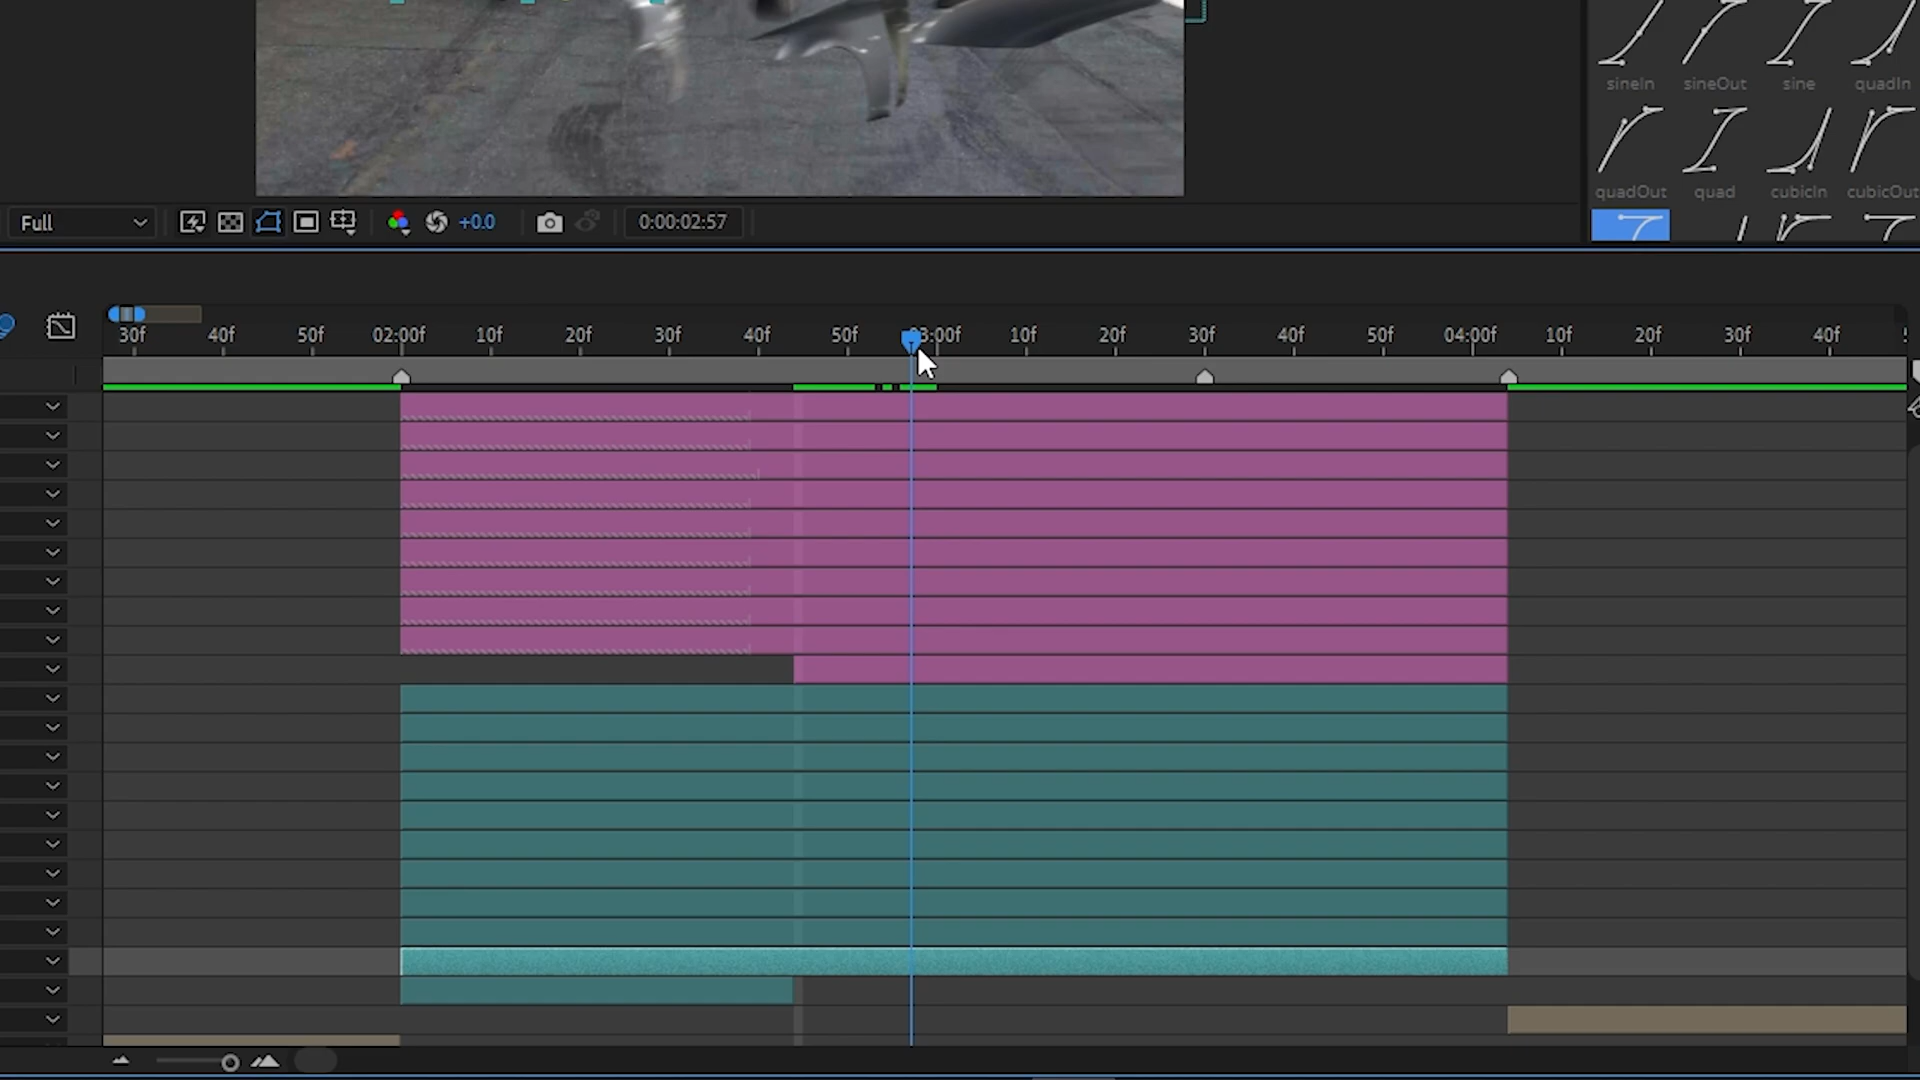 sineIn sineOut sine quadIn
quadOut quad cubicIn cubicOut
Full +0.0 0:00:02:57
30f 40f 50f 02:00f 10f 20f 30f 40f 50f 03:00f 10f 20f 30f 40f 50f 04:00f 10f 20f 30f 40f